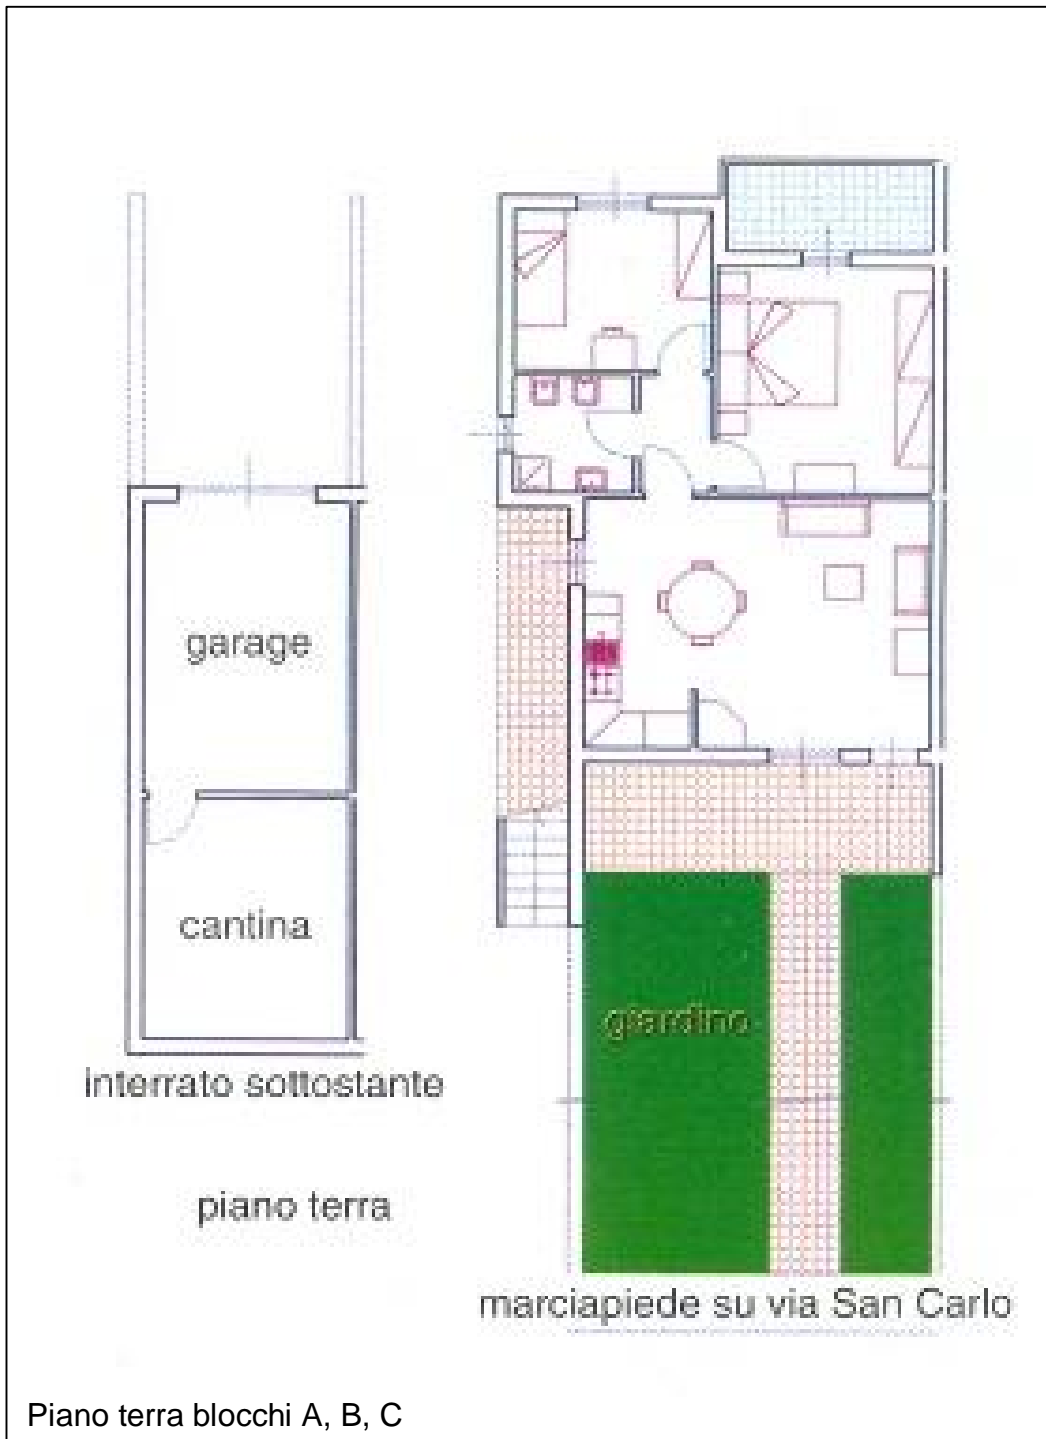 garage
cantina
interrato sottostante
piano terra
giardino
marciapiede su via San Carlo
Piano terra blocchi A, B, C